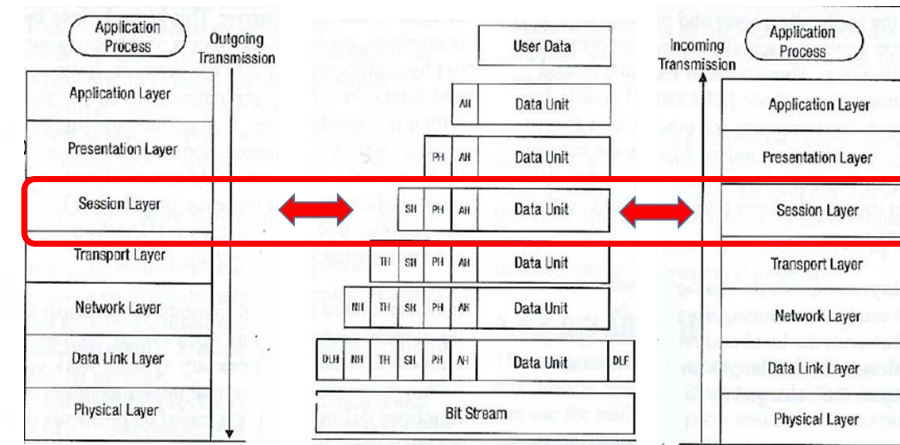 Application
Process
Outgoing
Transmission
User Data
Incoming
Transmission
Application
Process
Application Layer
AH Data Unit
Application Layer
Presentation Layer
PH AH Data Unit
Presentation Layer
Session Layer
SH PH AH Data Unit
Session Layer
Transport Layer
TH SH PH AH Data Unit
Transport Layer
Network Layer
NH TH SH PH AH Data Unit
Network Layer
Data Link Layer
DLH NH TH SH PH AH Data Unit DLF
Data Link Layer
Physical Layer
Bit Stream
Physical Layer